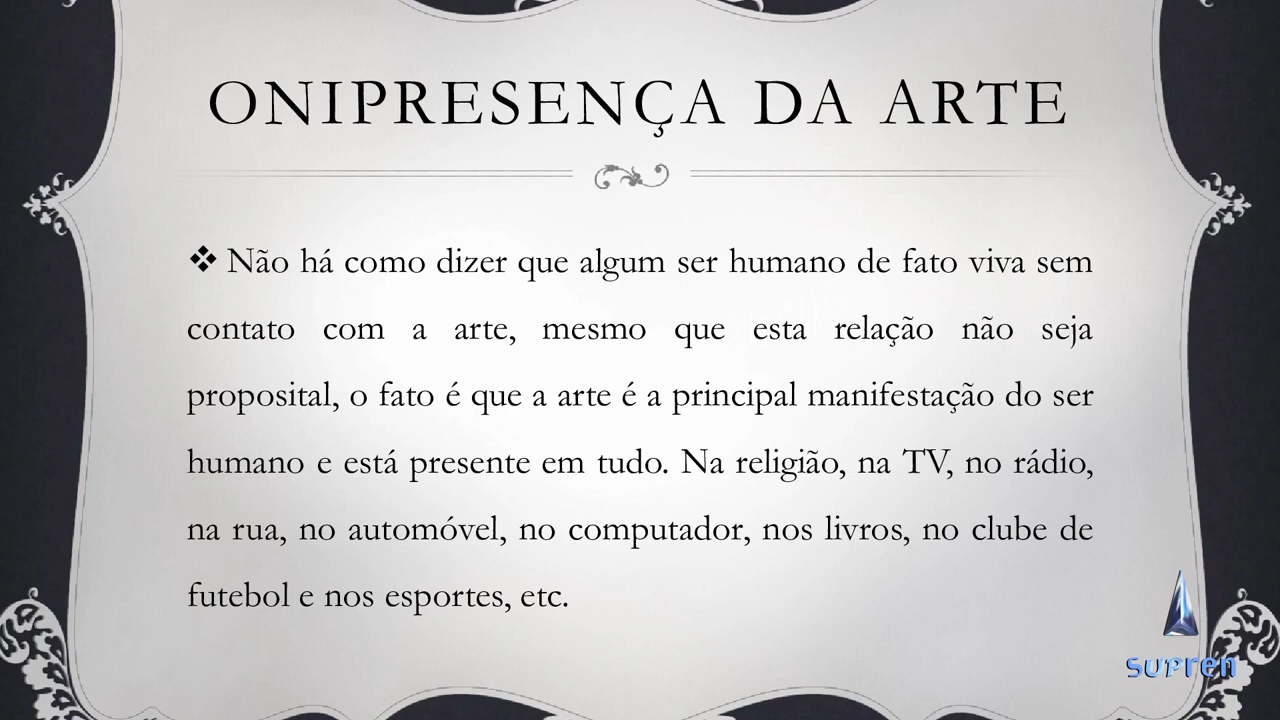 ONIPRESENÇA DA ARTE
❖ Não há como dizer que algum ser humano de fato viva sem
contato com a arte, mesmo que esta relação não seja
proposital, o fato é que a arte é a principal manifestação do ser
humano e está presente em tudo. Na religião, na TV, no rádio,
na rua, no automóvel, no computador, nos livros, no clube de
futebol e nos esportes, etc.
supren